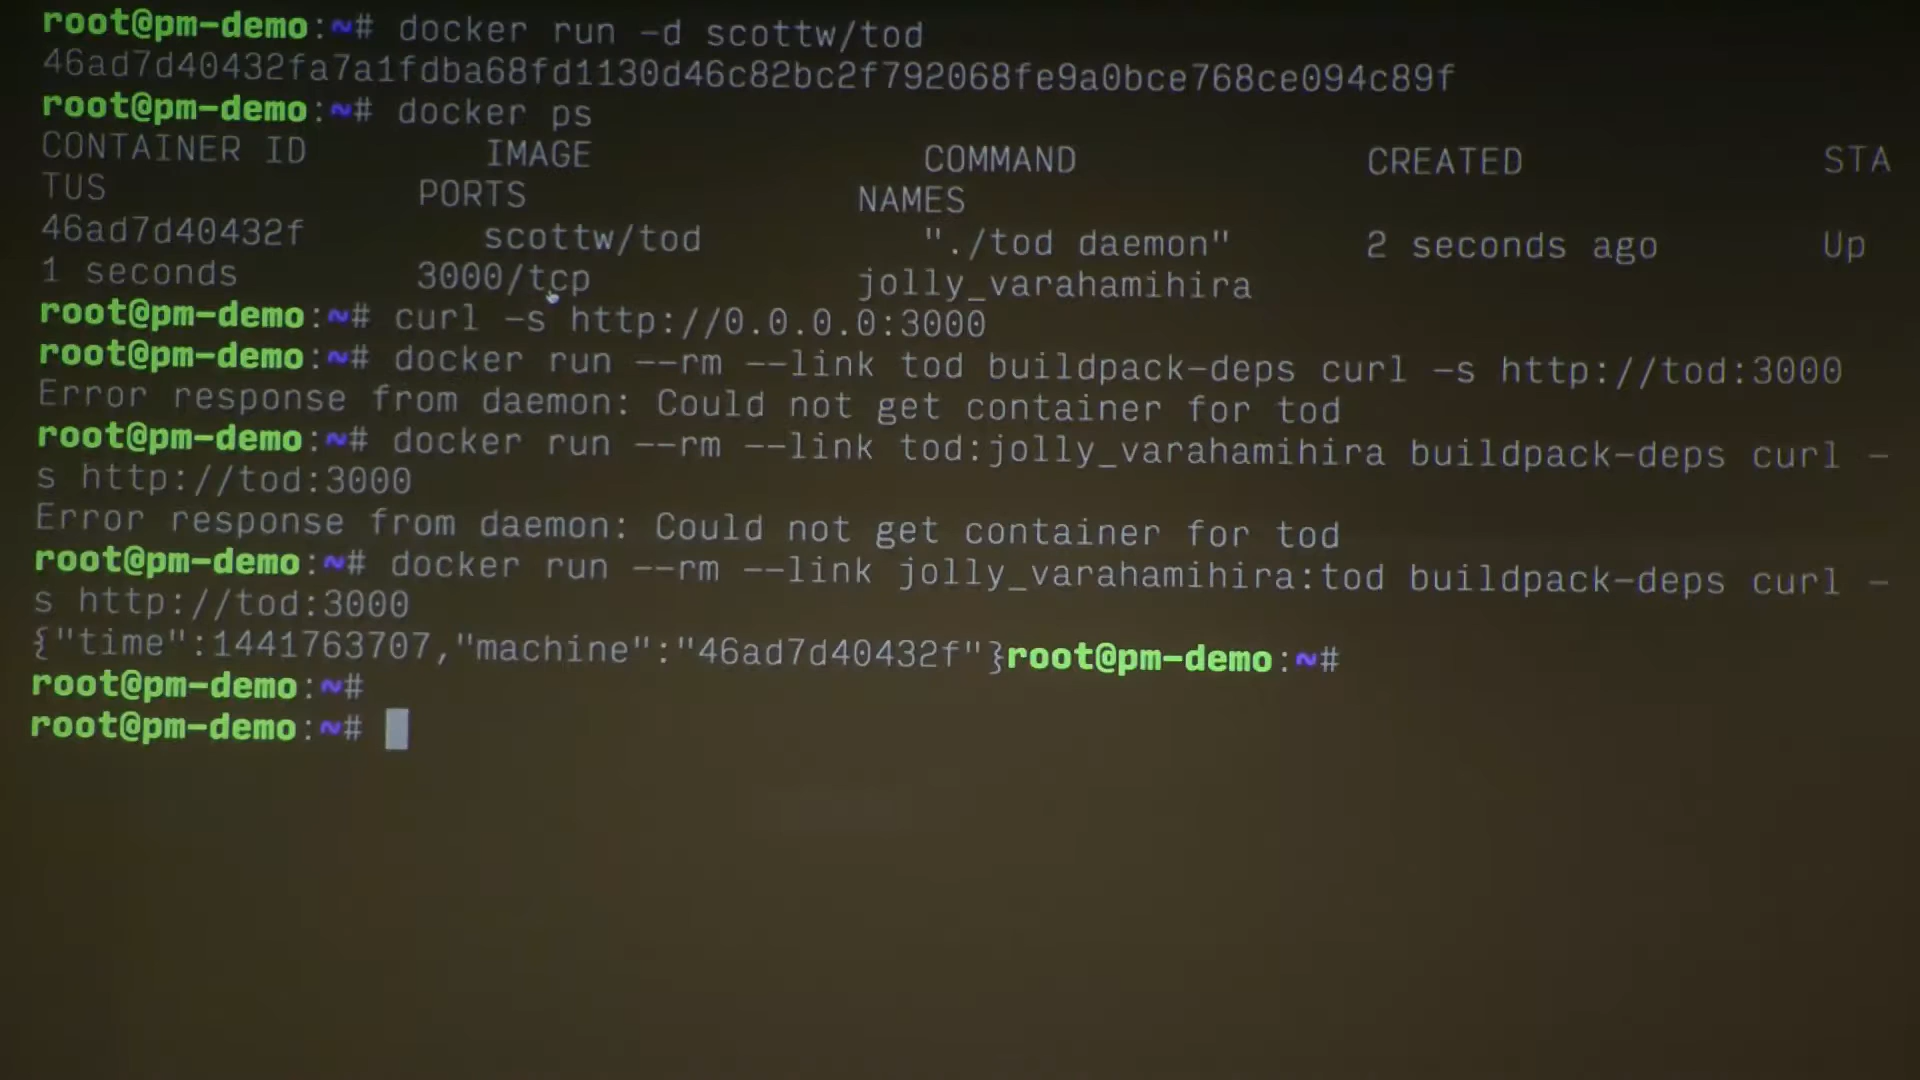 root@pm-demo:~# docker run -d scottw/tod
46ad7d40432fa7a1fdba68fd1130d46c82bc2f792068fe9a0bce768ce094c89f
root@pm-demo:~# docker ps
CONTAINER ID IMAGE COMMAND CREATED STA
TUS PORTS NAMES
46ad7d40432f scottw/tod "./tod daemon" 2 seconds ago Up
1 seconds 3000/tcp jolly_varahamihira
root@pm-demo:~# curl -s http://0.0.0.0:3000
root@pm-demo:~# docker run --rm --link tod buildpack-deps curl -s http://tod:3000
Error response from daemon: Could not get container for tod
root@pm-demo:~# docker run --rm --link tod:jolly_varahamihira buildpack-deps curl -
s http://tod:3000
Error response from daemon: Could not get container for tod
root@pm-demo:~# docker run --rm --link jolly_varahamihira:tod buildpack-deps curl -
s http://tod:3000
{"time":1441763707,"machine":"46ad7d40432f"}root@pm-demo:~#
root@pm-demo:~#
root@pm-demo:~#